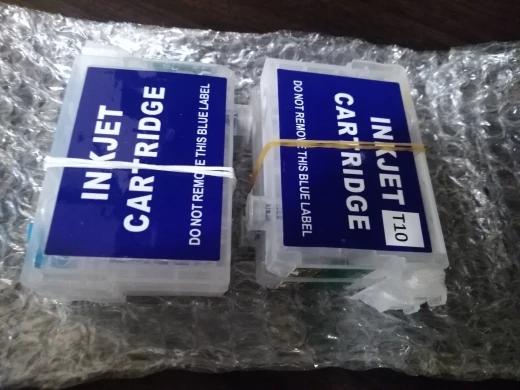 INKJET
CARTRIDGE
DO NOT REMOVE THIS BLUE LABEL
INKJET
CARTRIDGE
DO NOT REMOVE THIS BLUE LABEL
T10